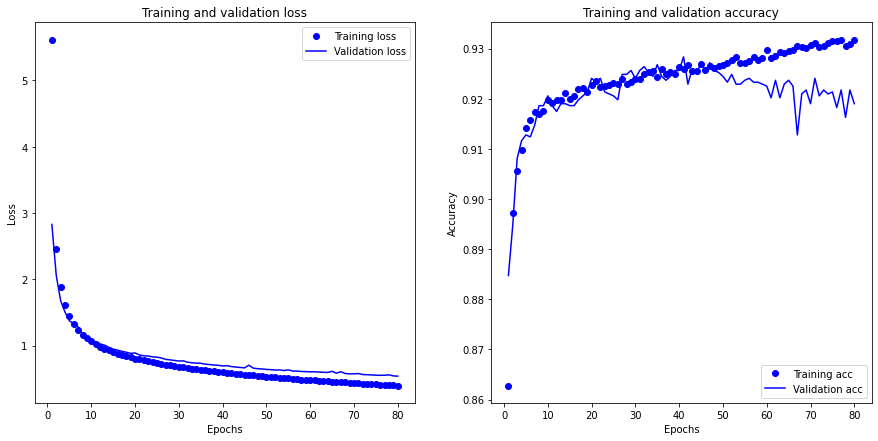 Training and validation loss
Training loss
Validation loss
5
4
3
2
1
Loss
0 10 20 30 40 50 60 70 80
Epochs
Training and validation accuracy
0.93
0.92
0.91
0.90
0.89
0.88
0.87
0.86
Accuracy
Training acc
Validation acc
0 10 20 30 40 50 60 70 80
Epochs